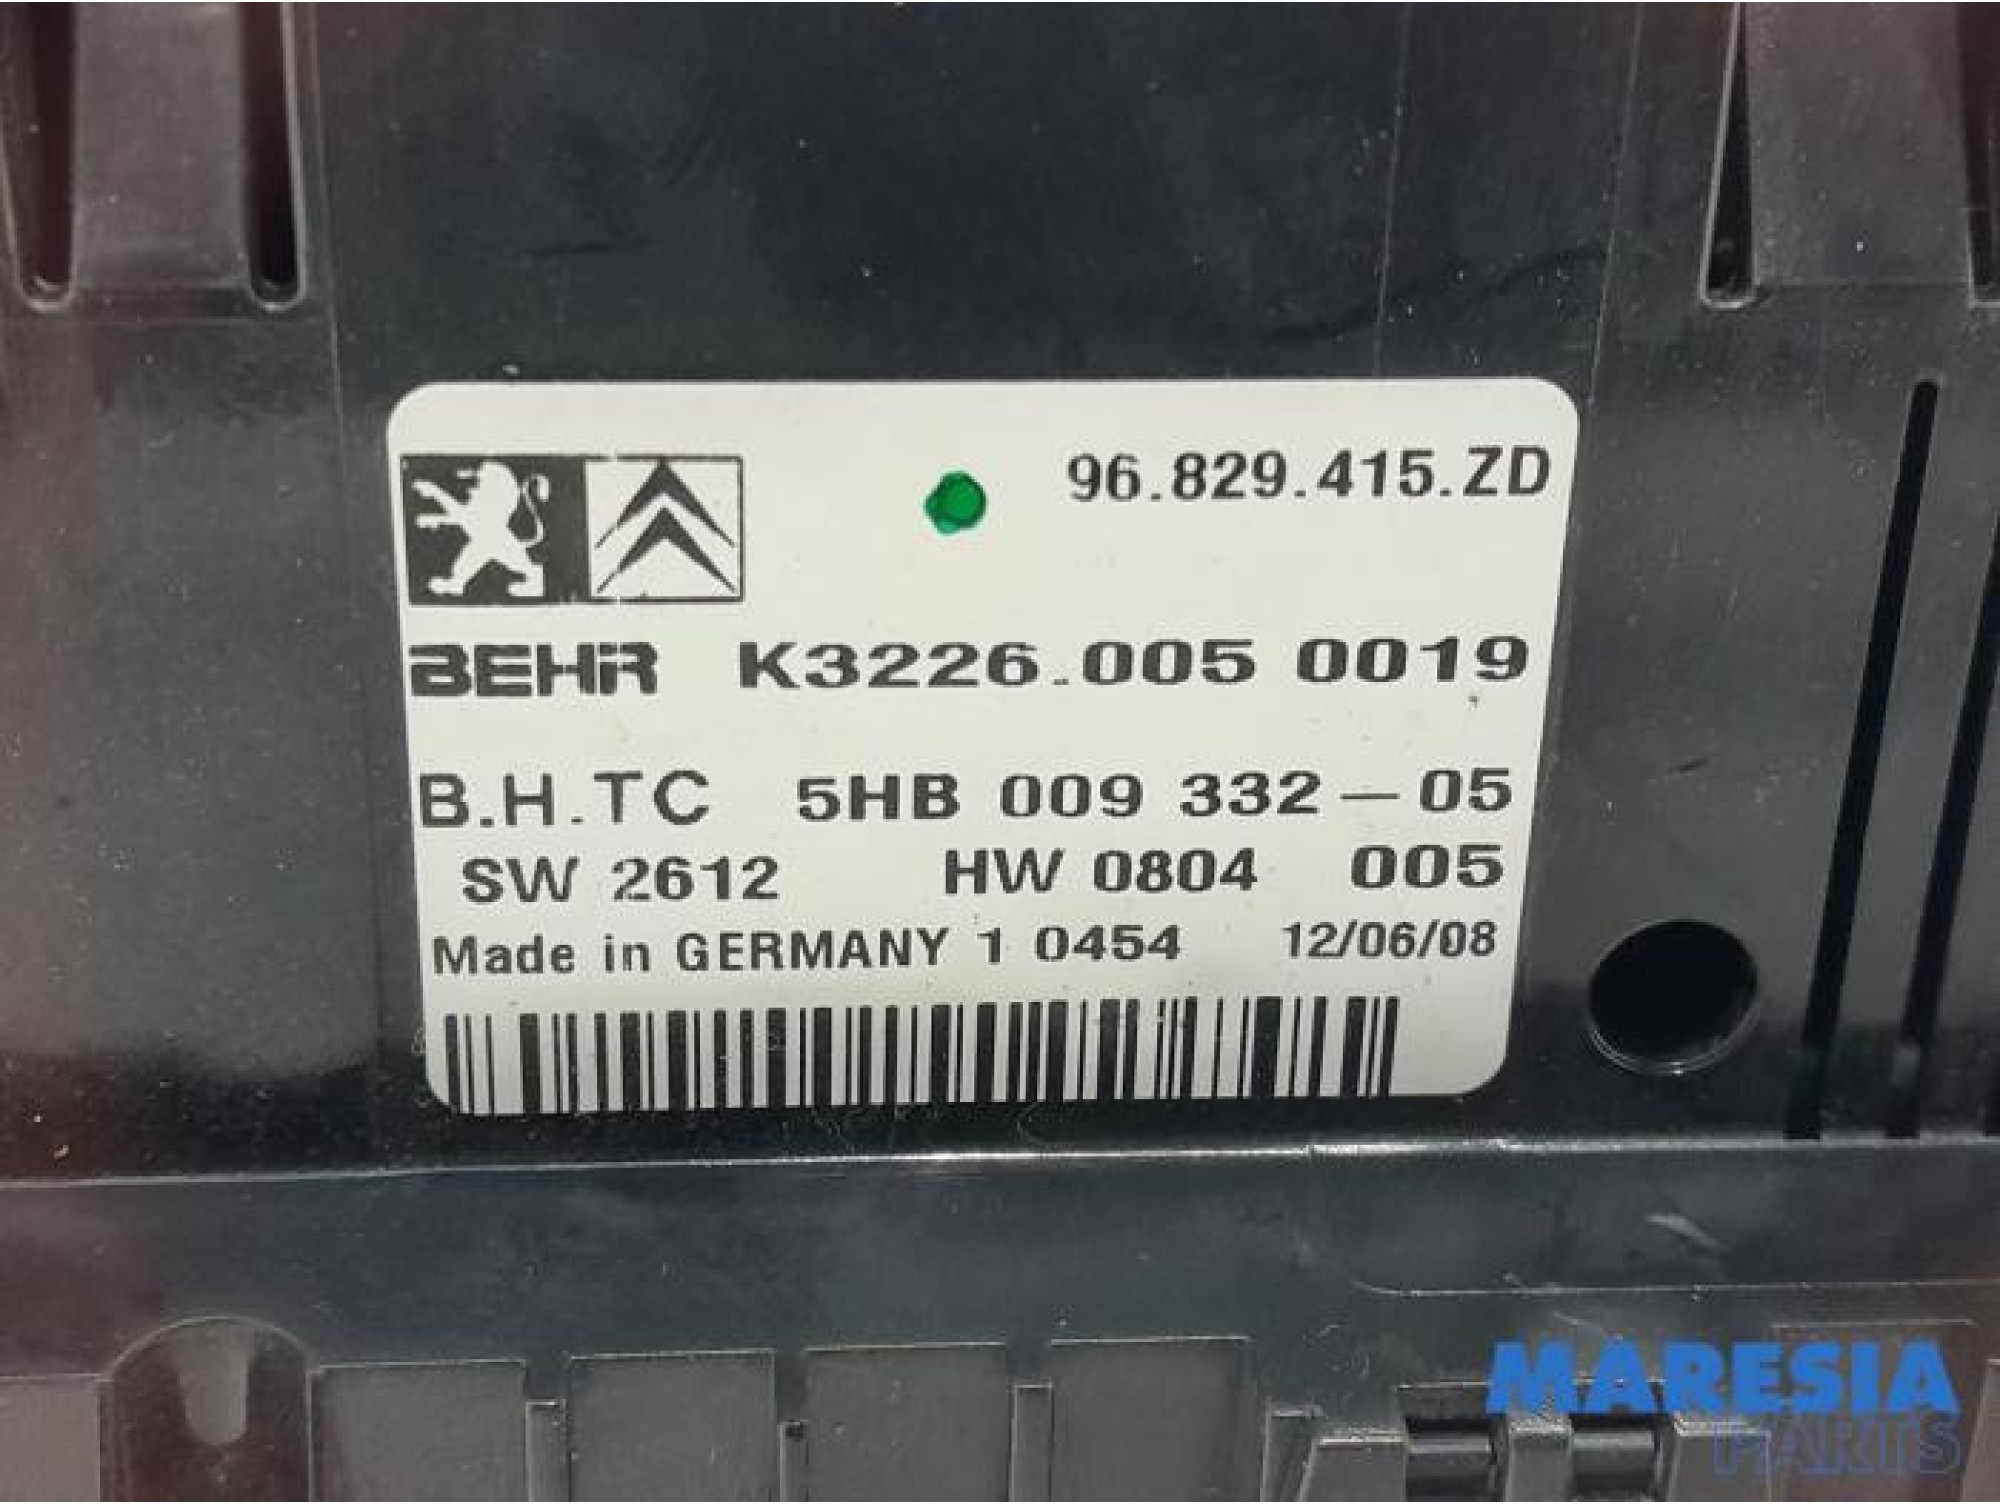 96.829.415.ZD
BEHR K3226.005 0019
B.H.TC 5HB 009 332-05
SW 2612 HW 0804 005
Made in GERMANY 1 0454 12/06/08
MARESIA
PARTS